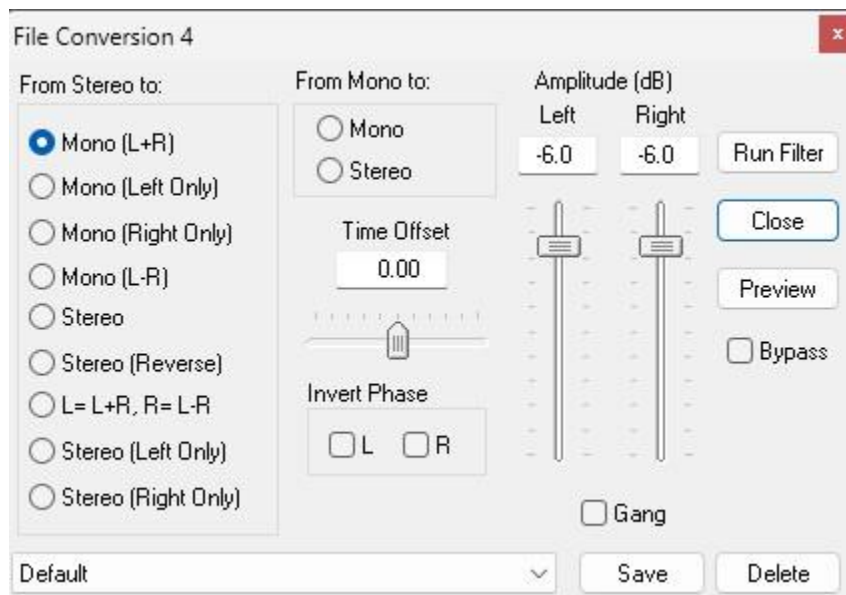 File Conversion 4
x
From Stereo to:
Mono (L+R)
Mono (Left Only)
Mono (Right Only)
Mono (L-R)
Stereo
Stereo (Reverse)
L= L+R, R= L-R
Stereo (Left Only)
Stereo (Right Only)
From Mono to:
Mono
Stereo
Time Offset
0.00
Invert Phase
L
R
Amplitude (dB)
Left Right
-6.0 -6.0
Gang
Run Filter
Close
Preview
Bypass
Default
Save
Delete